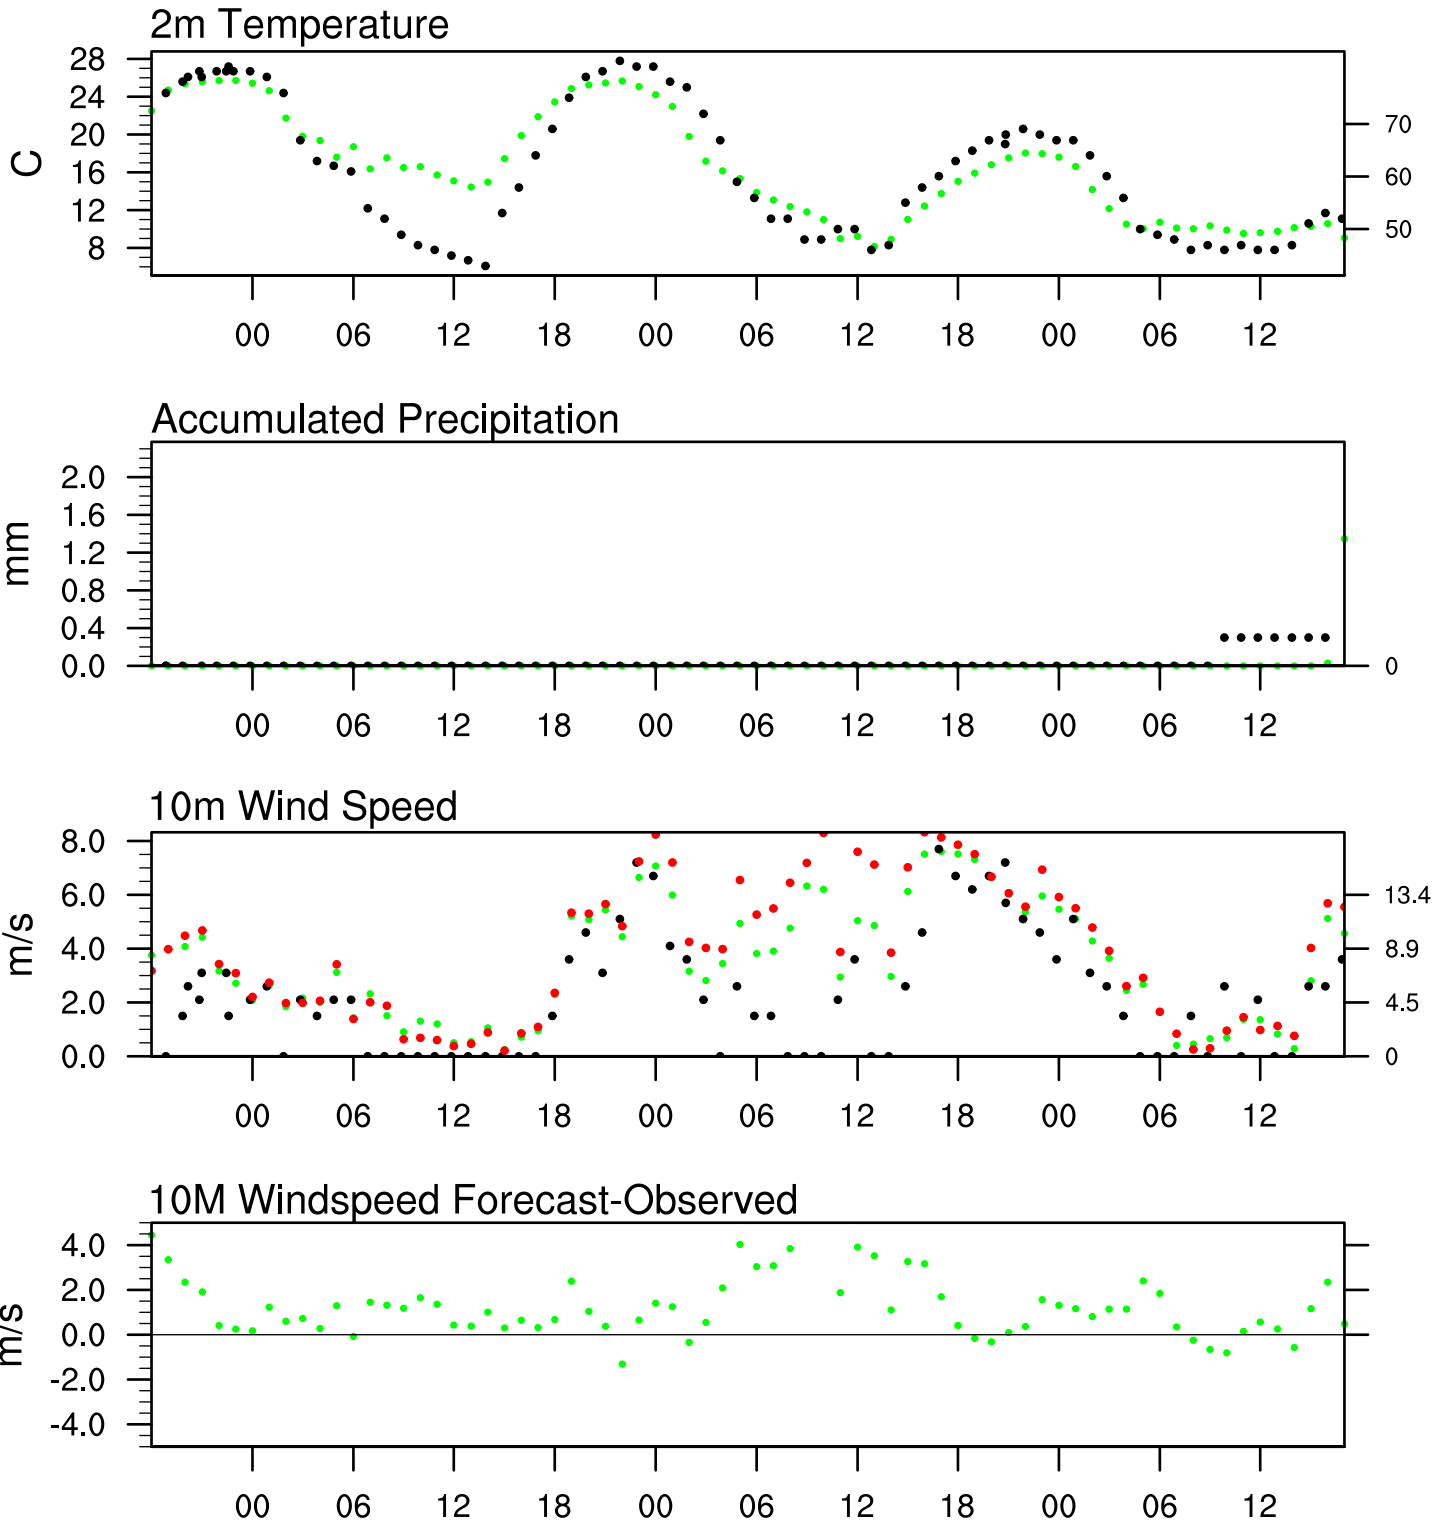 2m Temperature
28
24
20
16
12
8
C
70
60
50
00 06 12 18 00 06 12 18 00 06 12
Accumulated Precipitation
2.0
1.6
1.2
0.8
0.4
0.0
mm
0
00 06 12 18 00 06 12 18 00 06 12
10m Wind Speed
8.0
6.0
4.0
2.0
0.0
m/s
13.4
8.9
4.5
0
00 06 12 18 00 06 12 18 00 06 12
10M Windspeed Forecast-Observed
4.0
2.0
0.0
-2.0
-4.0
m/s
00 06 12 18 00 06 12 18 00 06 12